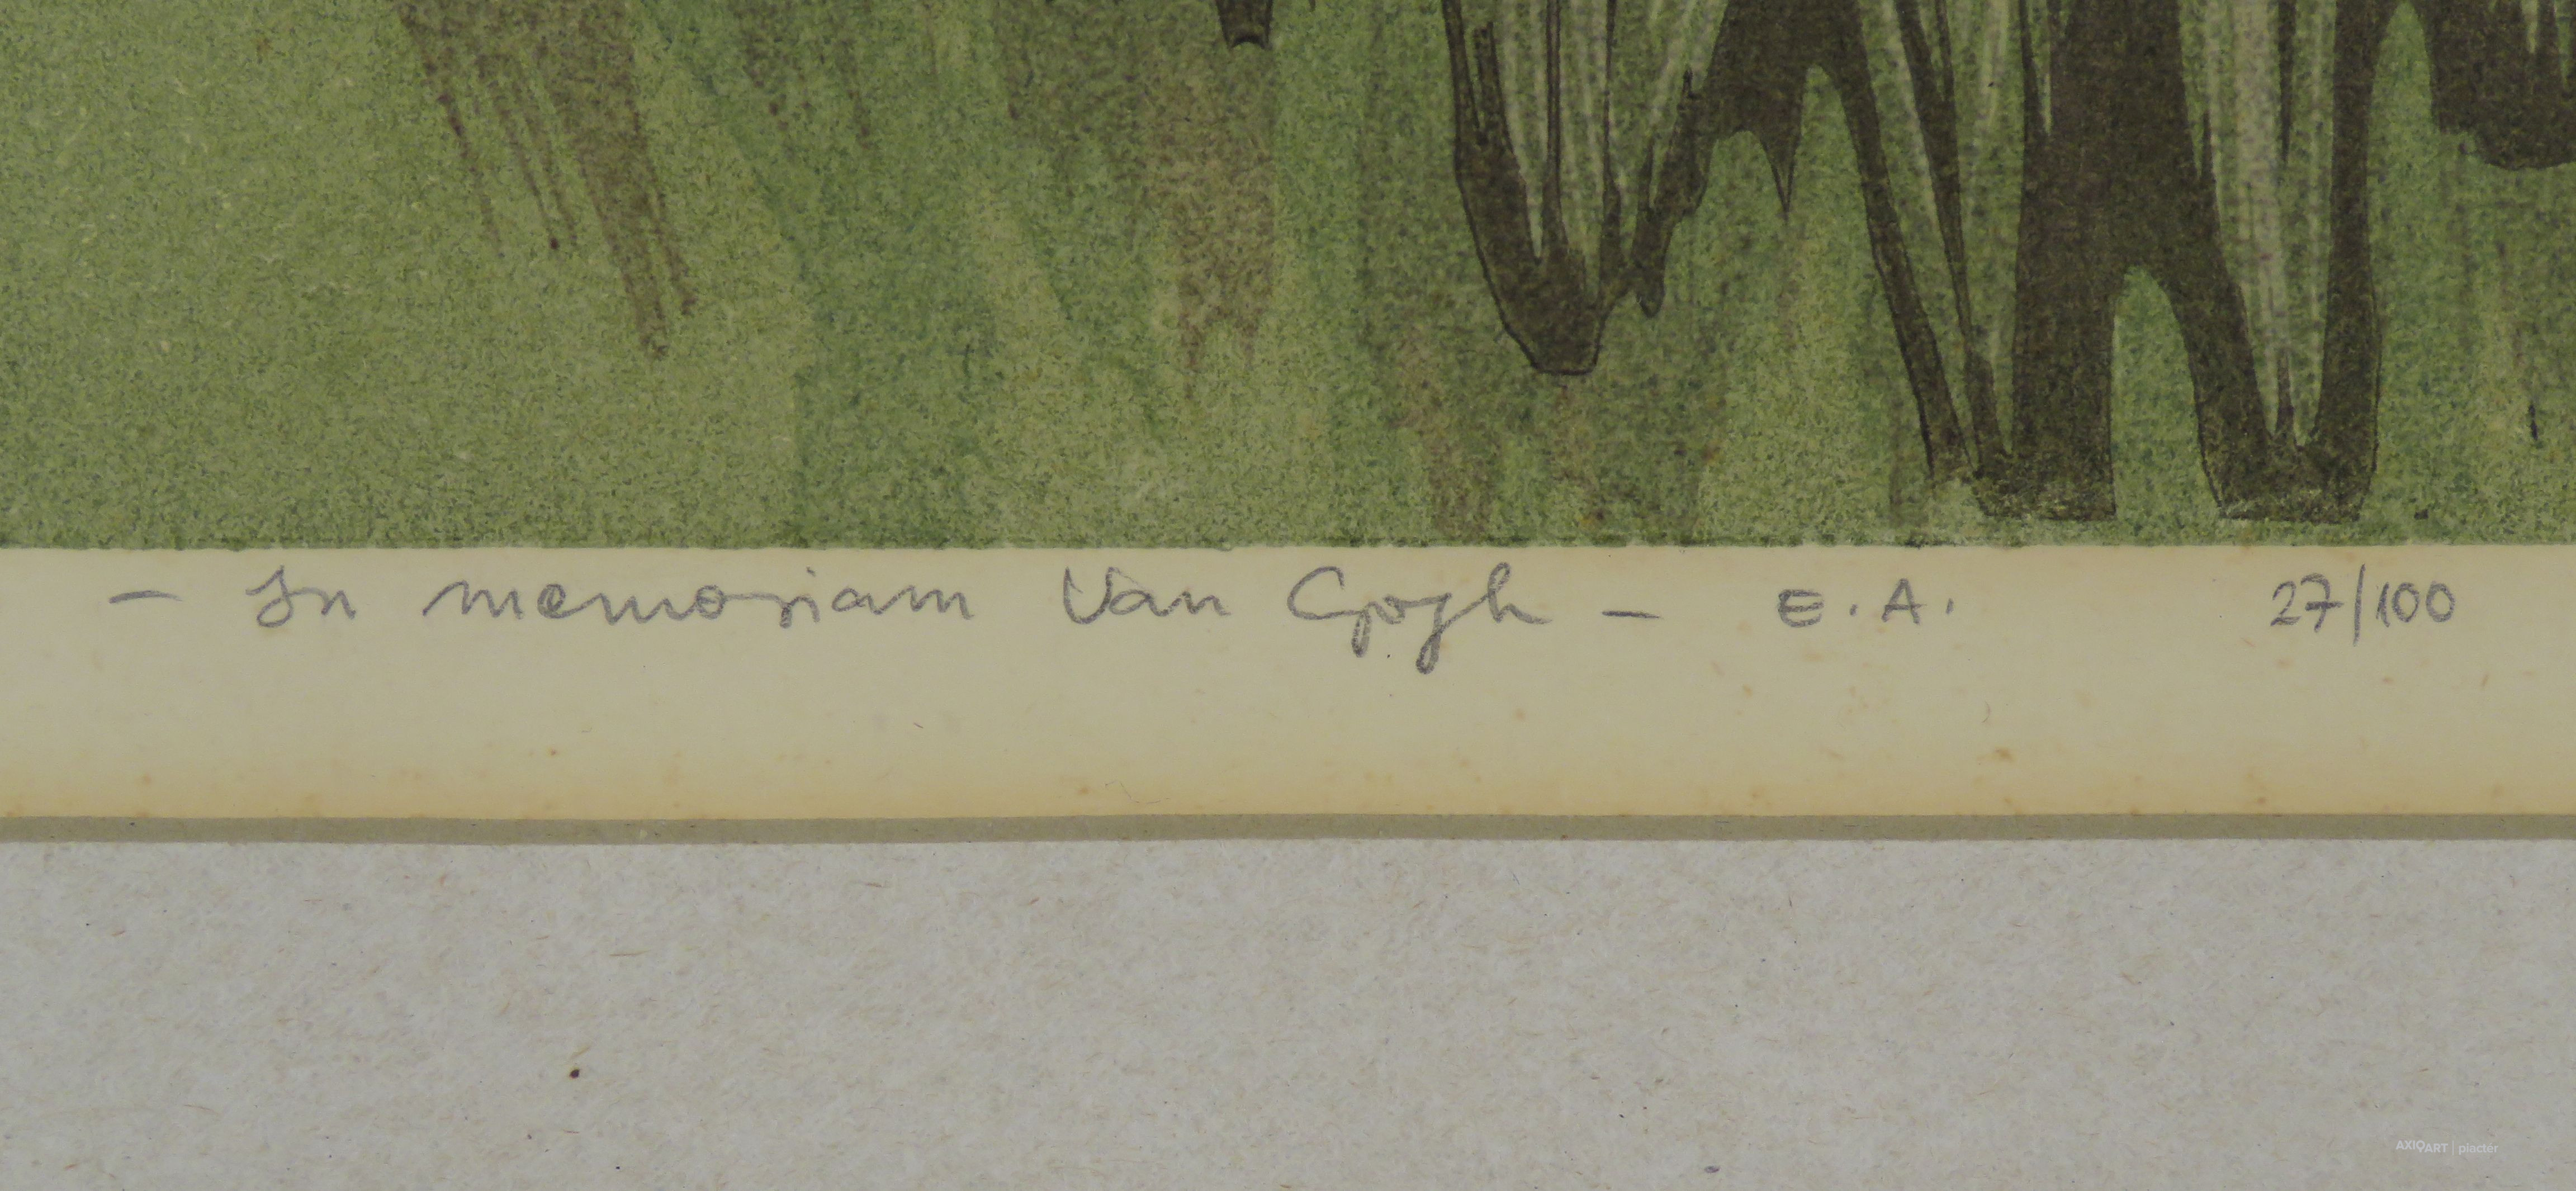 – In memoriam Van Gogh – E.A. 27/100
AXIOART | piactér